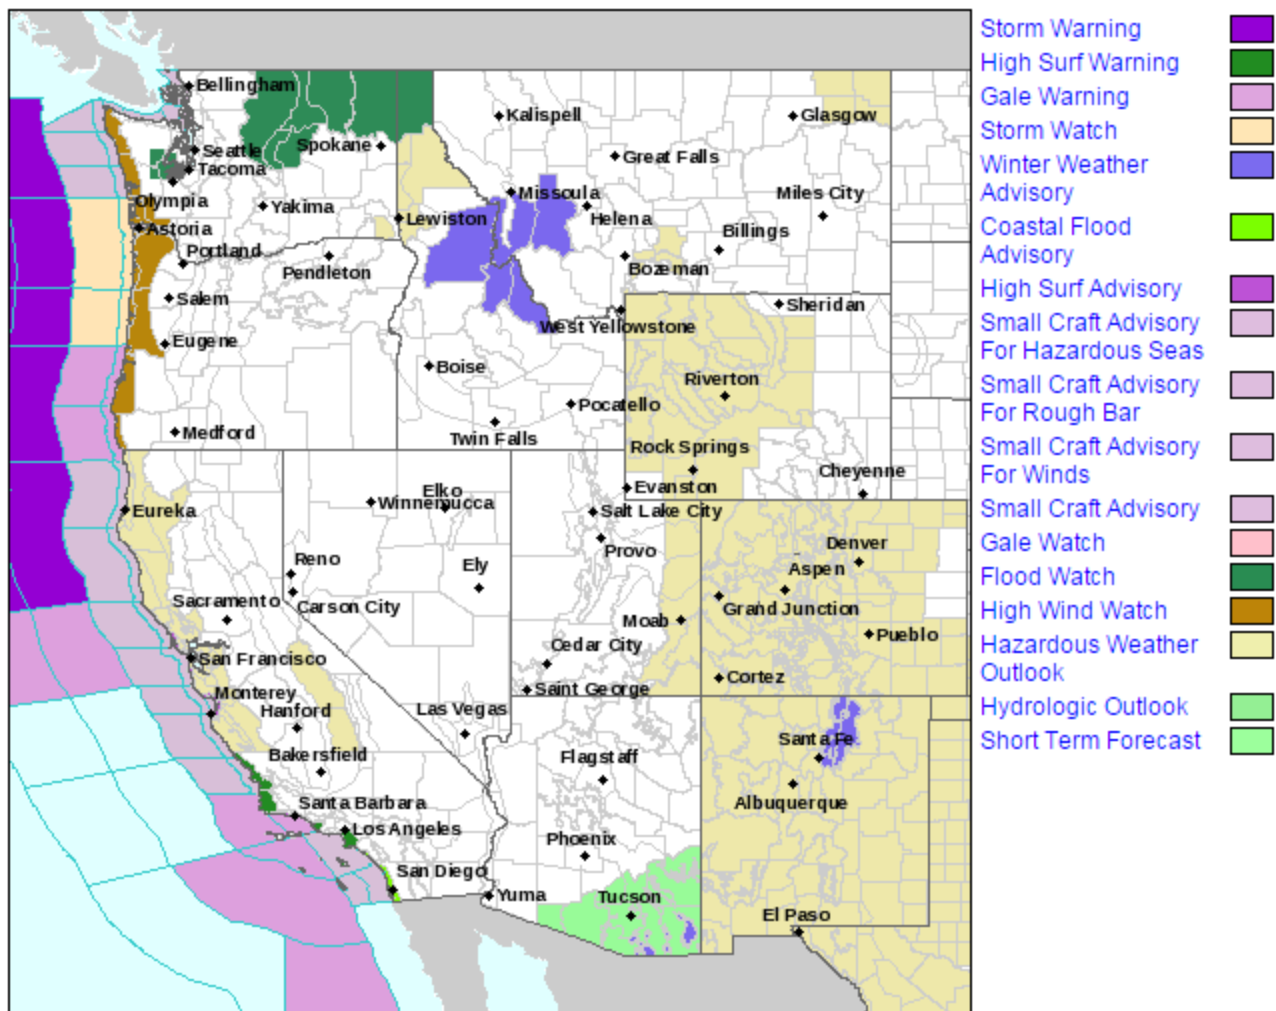 Bellingham
Kalispell
Glasgow
Seattle
Spokane
Great Falls
Tacoma
Olympia
Yakima
Missoula
Miles City
Lewiston
Helena
Astoria
Billings
Portland
Pendleton
Bozeman
Salem
Sheridan
West Yellowstone
Eugene
Boise
Riverton
Pocatello
Medford
Twin Falls
Rock Springs
Cheyenne
Evanston
Elko
Winnemucca
Eureka
Salt Lake City
Provo
Denver
Reno
Ely
Aspen
Sacramento
Carson City
Grand Junction
Moab
Pueblo
Cedar City
San Francisco
Cortez
Saint George
Monterey
Hanford
Las Vegas
Santa Fe
Bakersfield
Flagstaff
Albuquerque
Santa Barbara
Los Angeles
Phoenix
San Diego
Yuma
Tucson
El Paso
Storm Warning
High Surf Warning
Gale Warning
Storm Watch
Winter Weather
Advisory
Coastal Flood
Advisory
High Surf Advisory
Small Craft Advisory
For Hazardous Seas
Small Craft Advisory
For Rough Bar
Small Craft Advisory
For Winds
Small Craft Advisory
Gale Watch
Flood Watch
High Wind Watch
Hazardous Weather
Outlook
Hydrologic Outlook
Short Term Forecast